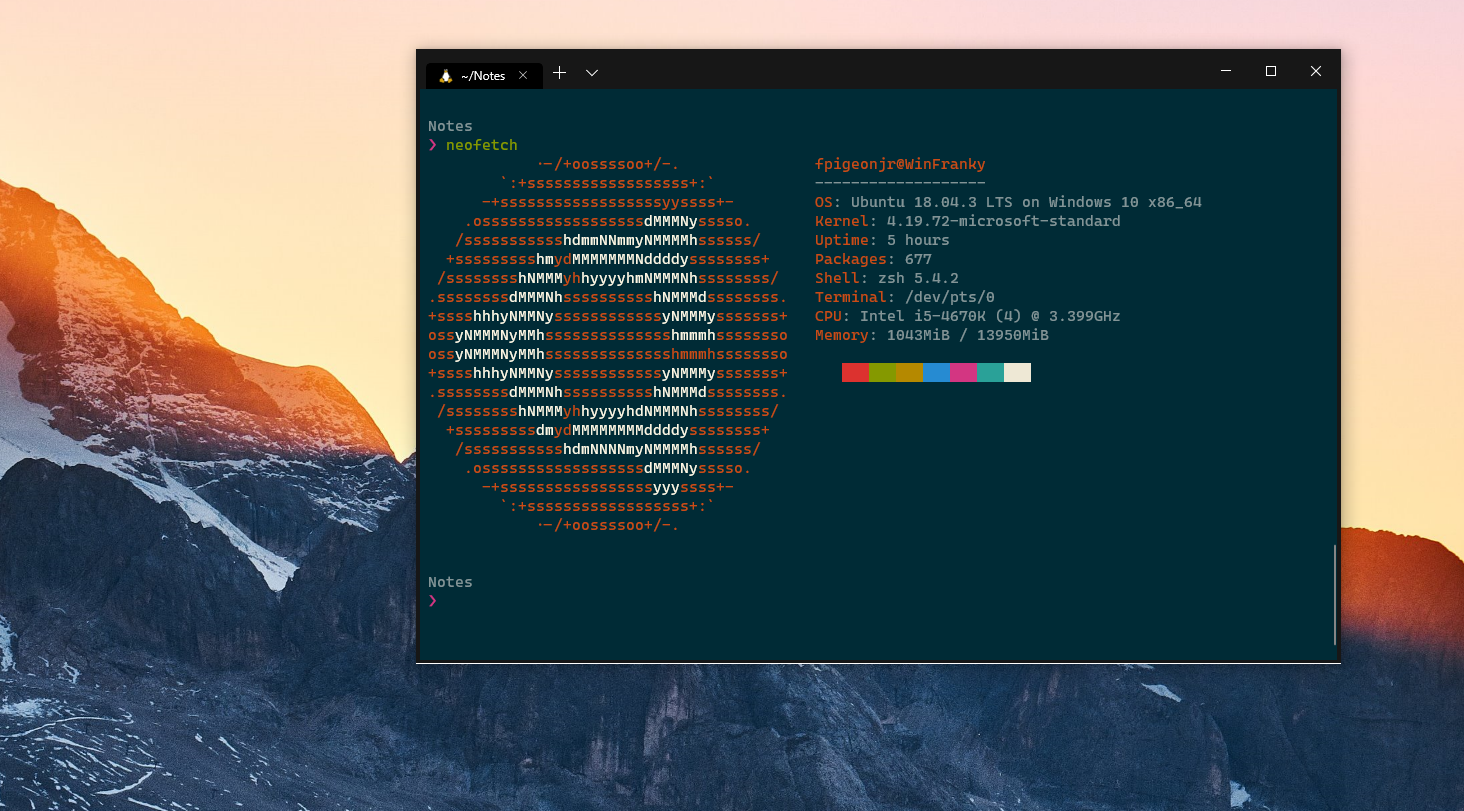 ~/Notes
Notes
❯ neofetch
.-/+oossssoo+/-.
`:+ssssssssssssssssss+:`
-+ssssssssssssssssssyyssss+-
.ossssssssssssssssssdMMMNysssso.
/ssssssssssshdmmNNmmyNMMMMhssssss/
+ssssssssshmydMMMMMMMNddddyssssssss+
/sssssssshNMMMyhhyyyyhmNMMMNhssssssss/
.ssssssssdMMMNhsssssssssshNMMMdssssssss.
+sssshhhyNMMNyssssssssssssyNMMMysssssss+
ossyNMMMNyMMhsssssssssssssshmmmhssssssso
ossyNMMMNyMMhsssssssssssssshmmmhssssssso
+sssshhhyNMMNyssssssssssssyNMMMysssssss+
.ssssssssdMMMNhsssssssssshNMMMdssssssss.
/sssssssshNMMMyhhyyyyhdNMMMNhssssssss/
+sssssssssdmydMMMMMMMMddddyssssssss+
/ssssssssssshdmNNNNmyNMMMMhssssss/
.ossssssssssssssssssdMMMNysssso.
-+sssssssssssssssssyyyssss+-
`:+ssssssssssssssssss+:`
.-/+oossssoo+/-.
fpigeonjr@WinFranky
-------------------
OS: Ubuntu 18.04.3 LTS on Windows 10 x86_64
Kernel: 4.19.72-microsoft-standard
Uptime: 5 hours
Packages: 677
Shell: zsh 5.4.2
Terminal: /dev/pts/0
CPU: Intel i5-4670K (4) @ 3.399GHz
Memory: 1043MiB / 13950MiB
Notes
❯